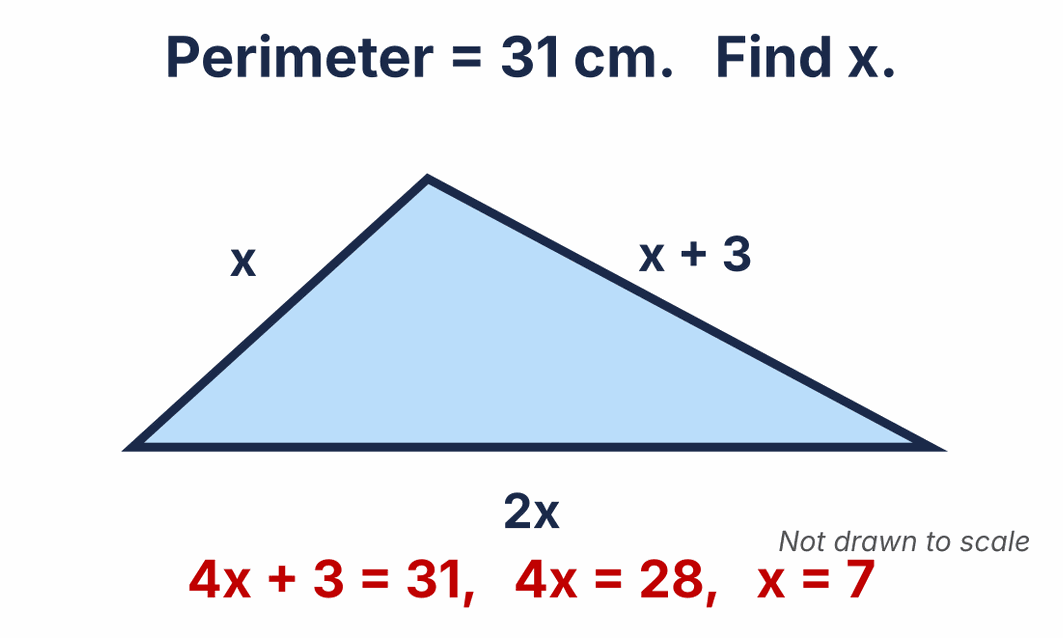 Perimeter = 31 cm. Find x.
x
x + 3
2x
Not drawn to scale
4x + 3 = 31, 4x = 28, x = 7